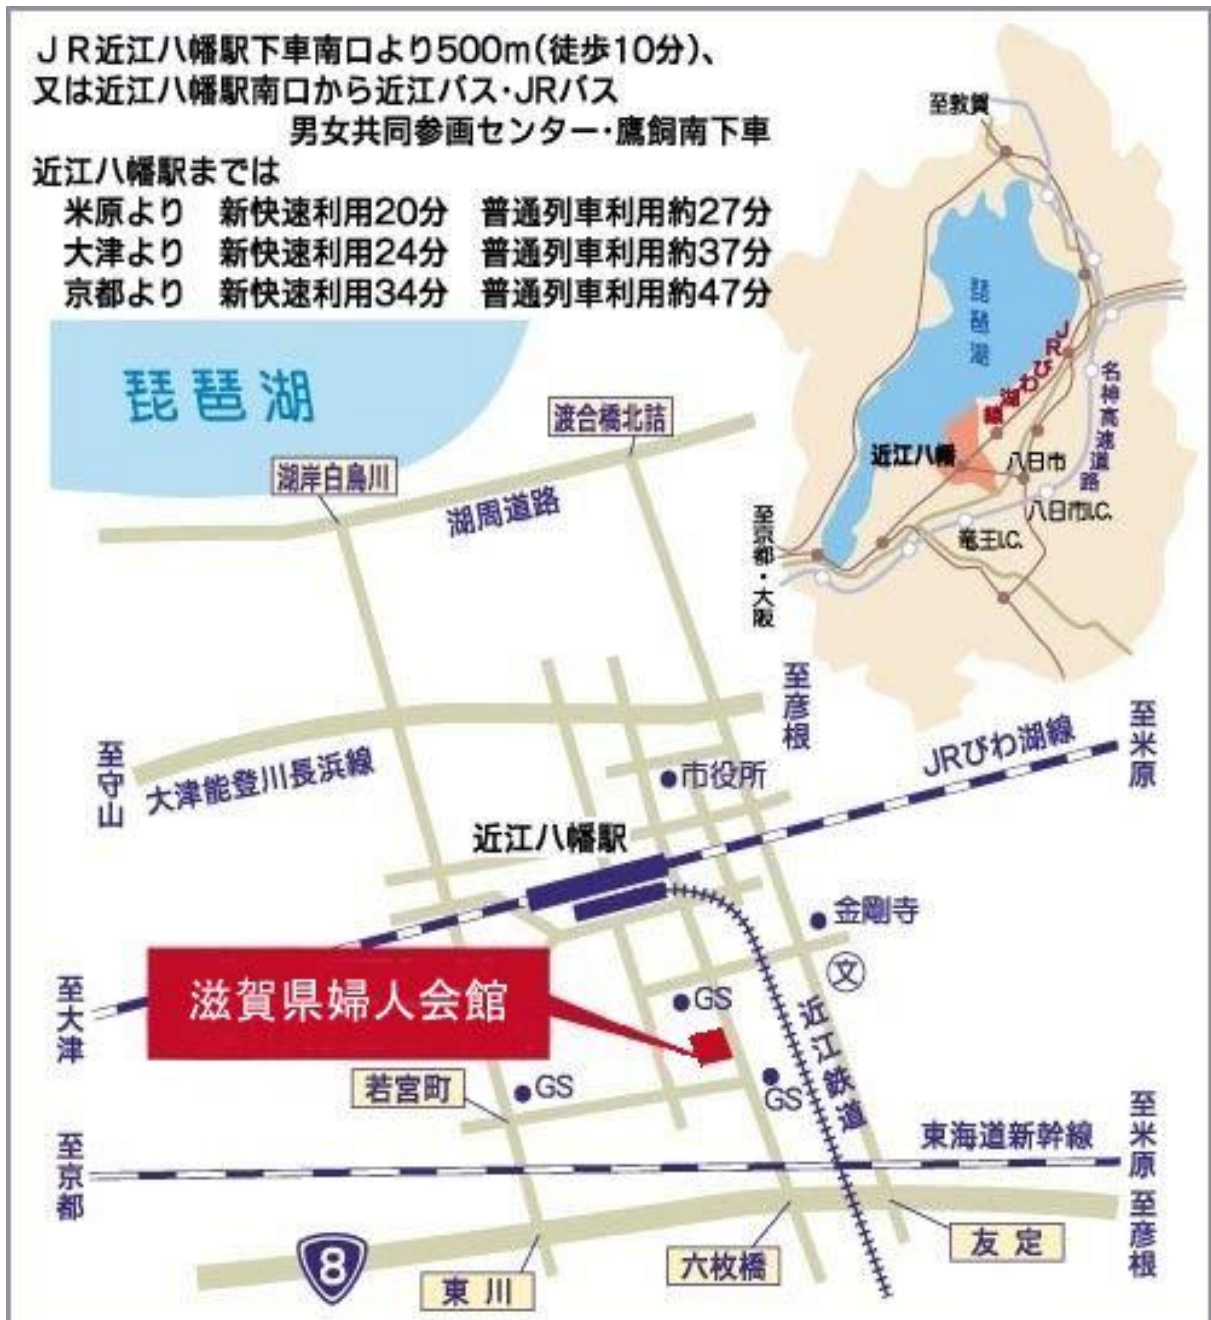 ＪＲ近江八幡駅下車南口より500m(徒歩10分)、
又は近江八幡駅南口から近江バス・JRバス
男女共同参画センター・鷹飼南下車
近江八幡駅までは
米原より　新快速利用20分　普通列車利用約27分
大津より　新快速利用24分　普通列車利用約37分
京都より　新快速利用34分　普通列車利用約47分
至敦賀
琵琶湖
JRびわ湖線
名神高速道路
近江八幡
八日市
八日市I.C.
竜王I.C.
至京都・大阪
琵琶湖
渡合橋北詰
湖岸白鳥川
湖周道路
至彦根
至米原
至守山
大津能登川長浜線
JRびわ湖線
市役所
近江八幡駅
金剛寺
文
至大津
滋賀県婦人会館
GS
近江鉄道
若宮町
GS
GS
至京都
東海道新幹線
至米原
至彦根
8
東川
六枚橋
友定